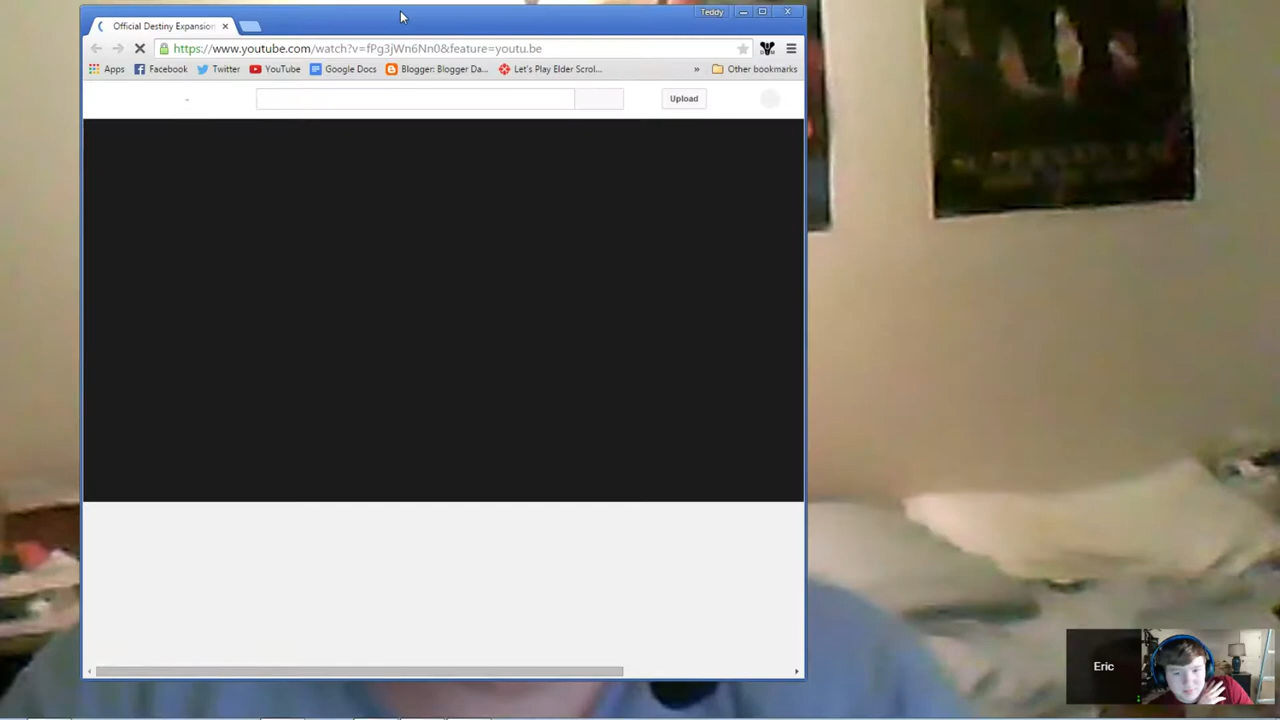 Official Destiny Expansion
Teddy
https://www.youtube.com/watch?v=fPg3jWn6Nn0&feature=youtu.be
Apps Facebook Twitter YouTube Google Docs Blogger: Blogger Da... Let's Play Elder Scrol... » Other bookmarks
Upload
Eric